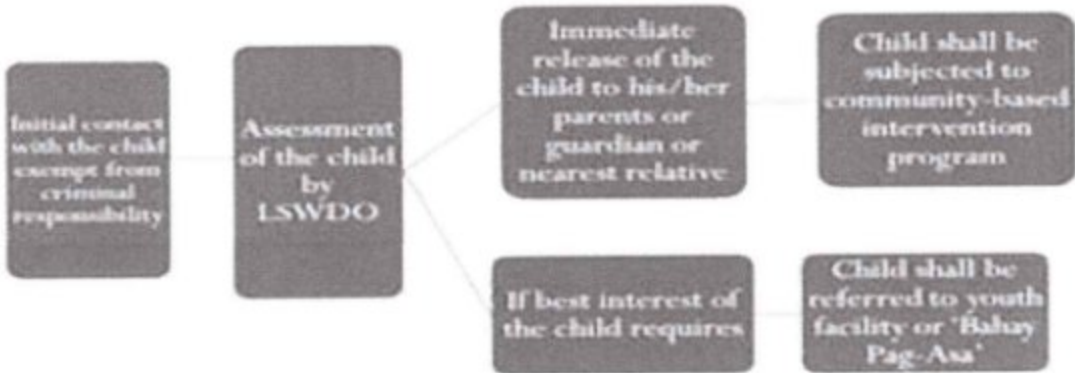 Initial contact
with the child
exempt from
criminal
responsibility
Assessment
of the child
by
LSWDO
Immediate
release of the
child to his/her
parents or
guardian or
nearest relative
Child shall be
subjected to
community-based
intervention
program
If best interest of
the child requires
Child shall be
referred to youth
facility or 'Bahay
Pag-Asa'